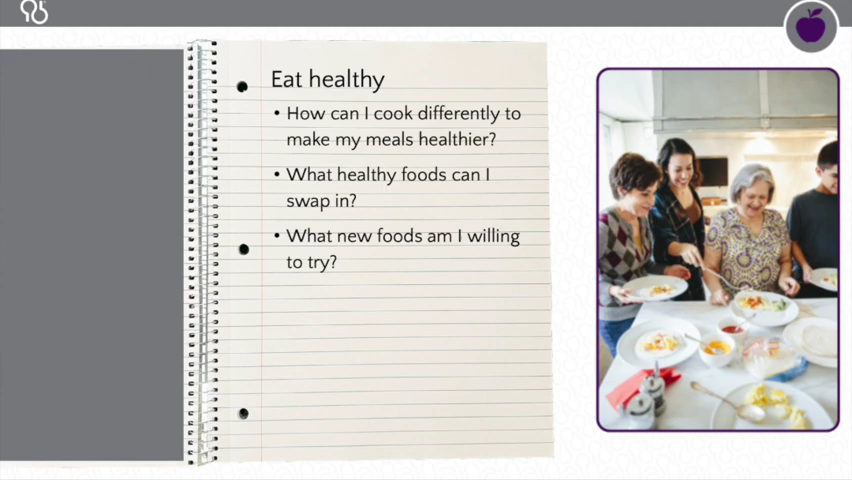 Eat healthy
• How can I cook differently to
make my meals healthier?
• What healthy foods can I
swap in?
• What new foods am I willing
to try?